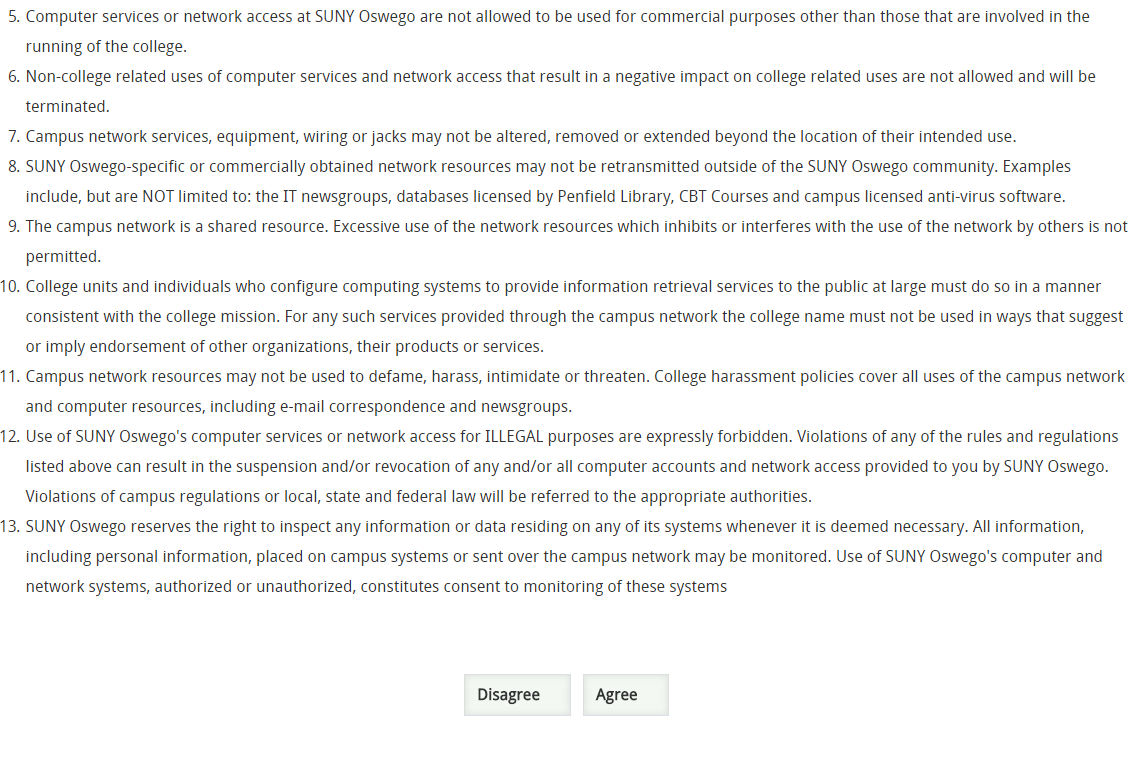 5. Computer services or network access at SUNY Oswego are not allowed to be used for commercial purposes other than those that are involved in the
running of the college.
6. Non-college related uses of computer services and network access that result in a negative impact on college related uses are not allowed and will be
terminated.
7. Campus network services, equipment, wiring or jacks may not be altered, removed or extended beyond the location of their intended use.
8. SUNY Oswego-specific or commercially obtained network resources may not be retransmitted outside of the SUNY Oswego community. Examples
include, but are NOT limited to: the IT newsgroups, databases licensed by Penfield Library, CBT Courses and campus licensed anti-virus software.
9. The campus network is a shared resource. Excessive use of the network resources which inhibits or interferes with the use of the network by others is not
permitted.
10. College units and individuals who configure computing systems to provide information retrieval services to the public at large must do so in a manner
consistent with the college mission. For any such services provided through the campus network the college name must not be used in ways that suggest
or imply endorsement of other organizations, their products or services.
11. Campus network resources may not be used to defame, harass, intimidate or threaten. College harassment policies cover all uses of the campus network
and computer resources, including e-mail correspondence and newsgroups.
12. Use of SUNY Oswego's computer services or network access for ILLEGAL purposes are expressly forbidden. Violations of any of the rules and regulations
listed above can result in the suspension and/or revocation of any and/or all computer accounts and network access provided to you by SUNY Oswego.
Violations of campus regulations or local, state and federal law will be referred to the appropriate authorities.
13. SUNY Oswego reserves the right to inspect any information or data residing on any of its systems whenever it is deemed necessary. All information,
including personal information, placed on campus systems or sent over the campus network may be monitored. Use of SUNY Oswego's computer and
network systems, authorized or unauthorized, constitutes consent to monitoring of these systems
Disagree Agree